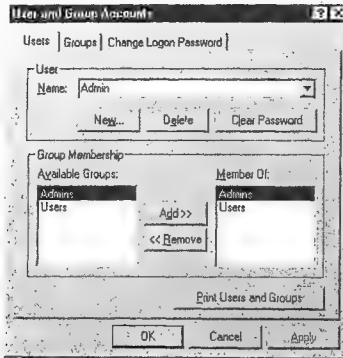 User and Group Accounts
Users Groups Change Logon Password
User
Name: Admin
New... Delete Clear Password
Group Membership
Available Groups: Member Of:
Admins Admins
Users Users
Add >>
<< Remove
Print Users and Groups
OK Cancel Apply